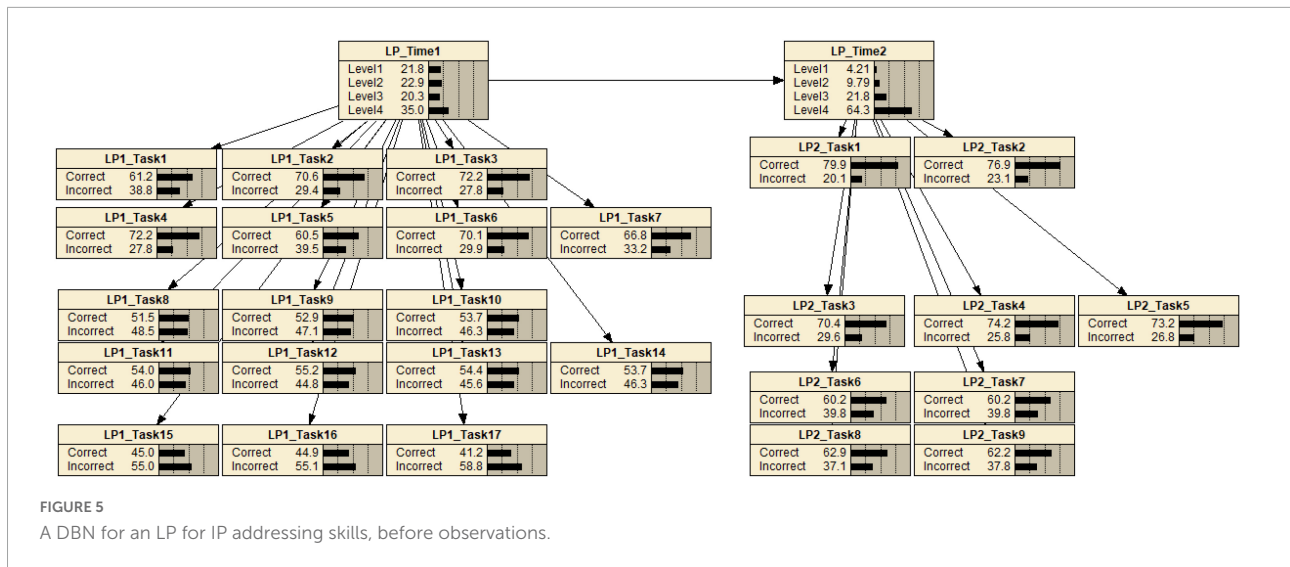 LP_Time1
Level1 21.8
Level2 22.9
Level3 20.3
Level4 35.0
LP_Time2
Level1 4.21
Level2 9.79
Level3 21.8
Level4 64.3
LP1_Task1
Correct 61.2
Incorrect 38.8
LP1_Task2
Correct 70.6
Incorrect 29.4
LP1_Task3
Correct 72.2
Incorrect 27.8
LP1_Task4
Correct 72.2
Incorrect 27.8
LP1_Task5
Correct 60.5
Incorrect 39.5
LP1_Task6
Correct 70.1
Incorrect 29.9
LP1_Task7
Correct 66.8
Incorrect 33.2
LP1_Task8
Correct 51.5
Incorrect 48.5
LP1_Task9
Correct 52.9
Incorrect 47.1
LP1_Task10
Correct 53.7
Incorrect 46.3
LP1_Task11
Correct 54.0
Incorrect 46.0
LP1_Task12
Correct 55.2
Incorrect 44.8
LP1_Task13
Correct 54.4
Incorrect 45.6
LP1_Task14
Correct 53.7
Incorrect 46.3
LP1_Task15
Correct 45.0
Incorrect 55.0
LP1_Task16
Correct 44.9
Incorrect 55.1
LP1_Task17
Correct 41.2
Incorrect 58.8
LP2_Task1
Correct 79.9
Incorrect 20.1
LP2_Task2
Correct 76.9
Incorrect 23.1
LP2_Task3
Correct 70.4
Incorrect 29.6
LP2_Task4
Correct 74.2
Incorrect 25.8
LP2_Task5
Correct 73.2
Incorrect 26.8
LP2_Task6
Correct 60.2
Incorrect 39.8
LP2_Task7
Correct 60.2
Incorrect 39.8
LP2_Task8
Correct 62.9
Incorrect 37.1
LP2_Task9
Correct 62.2
Incorrect 37.8
FIGURE 5
A DBN for an LP for IP addressing skills, before observations.